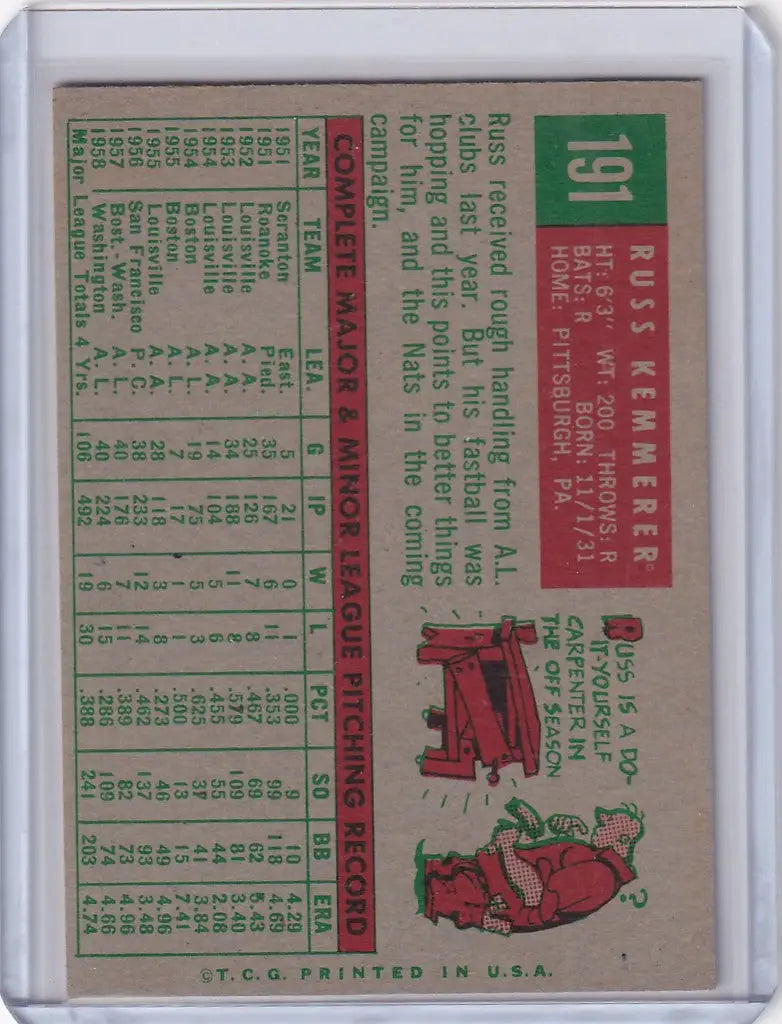 191
RUSS KEMMERER©
HT: 6'3" WT: 200 THROWS: R
BATS: R BORN: 11/1/31
HOME: PITTSBURGH, PA.
Russ received rough handling from A.L.
clubs last year. But his fastball was
hopping and this points to better things
for him, and the Nats in the coming
campaign.
RUSS IS A DO-
IT-YOURSELF
CARPENTER IN
THE OFF SEASON
?
COMPLETE MAJOR & MINOR LEAGUE PITCHING RECORD
YEAR TEAM LEA. G IP W L PCT SO BB ERA
1951 Scranton East. 5 21 0 1 .000 9 10 4.29
1951 Roanoke Pied. 35 167 6 11 .353 99 118 4.69
1952 Louisville A. A. 25 126 7 8 .467 69 62 5.43
1953 Louisville A. A. 34 188 11 8 .579 109 81 3.40
1954 Louisville A. A. 14 104 5 6 .455 55 44 2.08
1954 Boston A. L. 19 75 5 3 .625 37 41 3.84
1955 Boston A. L. 7 17 1 1 .500 13 15 7.41
1955 Louisville A. A. 28 118 3 8 .273 46 49 4.96
1956 San Francisco P. C. 38 233 12 14 .462 137 93 3.48
1957 Bost.-Wash. A. L. 40 176 7 11 .389 82 73 4.96
1958 Washington A. L. 40 224 6 15 .286 109 74 4.66
Major League Totals 4 Yrs. 106 492 19 30 .388 241 203 4.74
©T.C.G. PRINTED IN U.S.A.